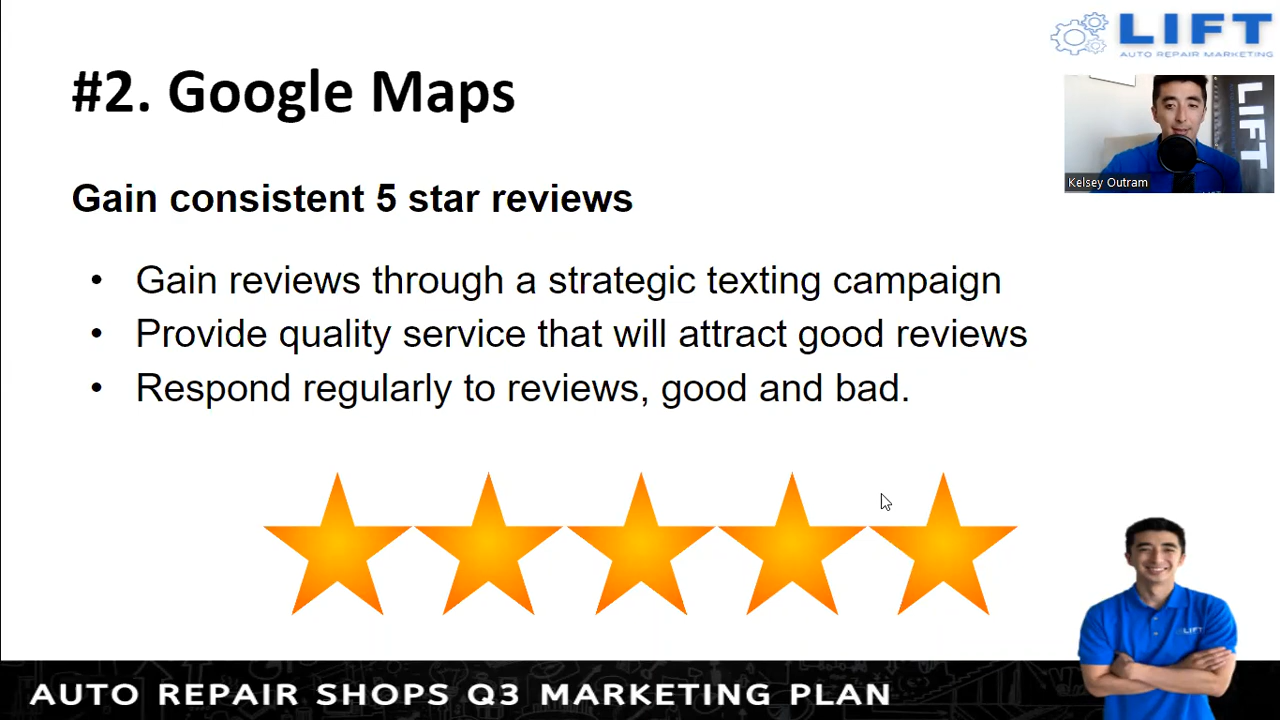 LIFT
AUTO REPAIR MARKETING
#2. Google Maps
LIFT
Kelsey Outram
Gain consistent 5 star reviews
• Gain reviews through a strategic texting campaign
• Provide quality service that will attract good reviews
• Respond regularly to reviews, good and bad.
LIFT
AUTO REPAIR SHOPS Q3 MARKETING PLAN